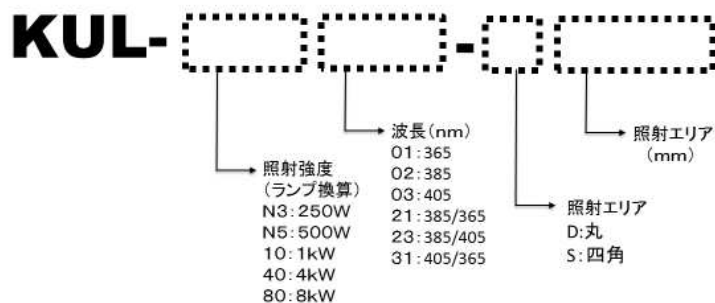 KUL-
-
照射強度
(ランプ換算)
N3:250W
N5:500W
10:1kW
40:4kW
80:8kW
波長(nm)
01:365
02:385
03:405
21:385/365
23:385/405
31:405/365
照射エリア
D:丸
S:四角
照射エリア
(mm)